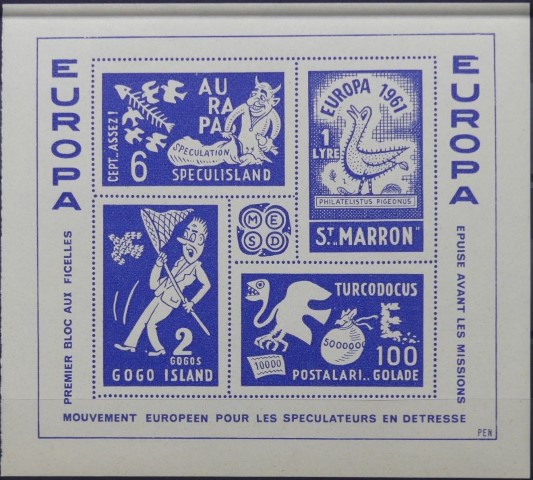 EUROPA
EUROPA
PREMIER BLOC AUX FICELLES
EPUISE AVANT LES MISSIONS
AU
RA
PA
CEPT.. ASSEZ!
6
SPECULATION
SPECULISLAND
EUROPA 1961
1
LYRE
PHILATELISTUS PIGEONUS
ST. MARRON"
2
GOGOS
GOGO ISLAND
MESD
TURCODOCUS
E
5000000
10000
100
POSTALARI.. GOLADE
MOUVEMENT EUROPEEN POUR LES SPECULATEURS EN DETRESSE
PEN